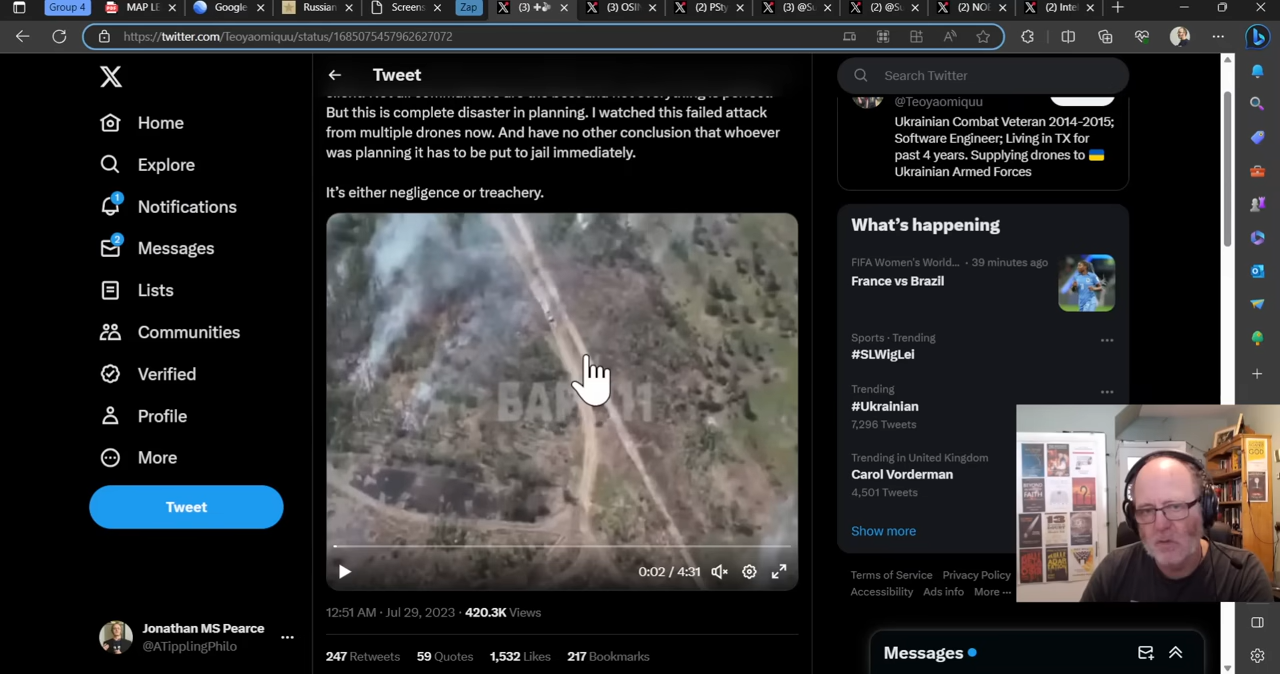 Group 4
MAP LE
Google
Russian
Screens
Zap
(3)
(3) OSIN
(2) PSty
(3) @Su
(2) @Su
(2) NOE
(2) Intel
https://twitter.com/Teoyaomiquu/status/1685075457962627072
Home
Explore
1
Notifications
2
Messages
Lists
Communities
Verified
Profile
More
Tweet
Jonathan MS Pearce
@ATipplingPhilo
Tweet
But this is complete disaster in planning. I watched this failed attack
from multiple drones now. And have no other conclusion that whoever
was planning it has to be put to jail immediately.
It's either negligence or treachery.
0:02 / 4:31
12:51 AM · Jul 29, 2023 · 420.3K Views
247 Retweets 59 Quotes 1,532 Likes 217 Bookmarks
Search Twitter
@Teoyaomiquu
Ukrainian Combat Veteran 2014-2015;
Software Engineer; Living in TX for
past 4 years. Supplying drones to
Ukrainian Armed Forces
What's happening
FIFA Women's World... · 39 minutes ago
France vs Brazil
Sports · Trending
#SLWigLei
Trending
#Ukrainian
7,296 Tweets
Trending in United Kingdom
Carol Vorderman
4,501 Tweets
Show more
Terms of Service Privacy Policy
Accessibility Ads info More ···
Messages